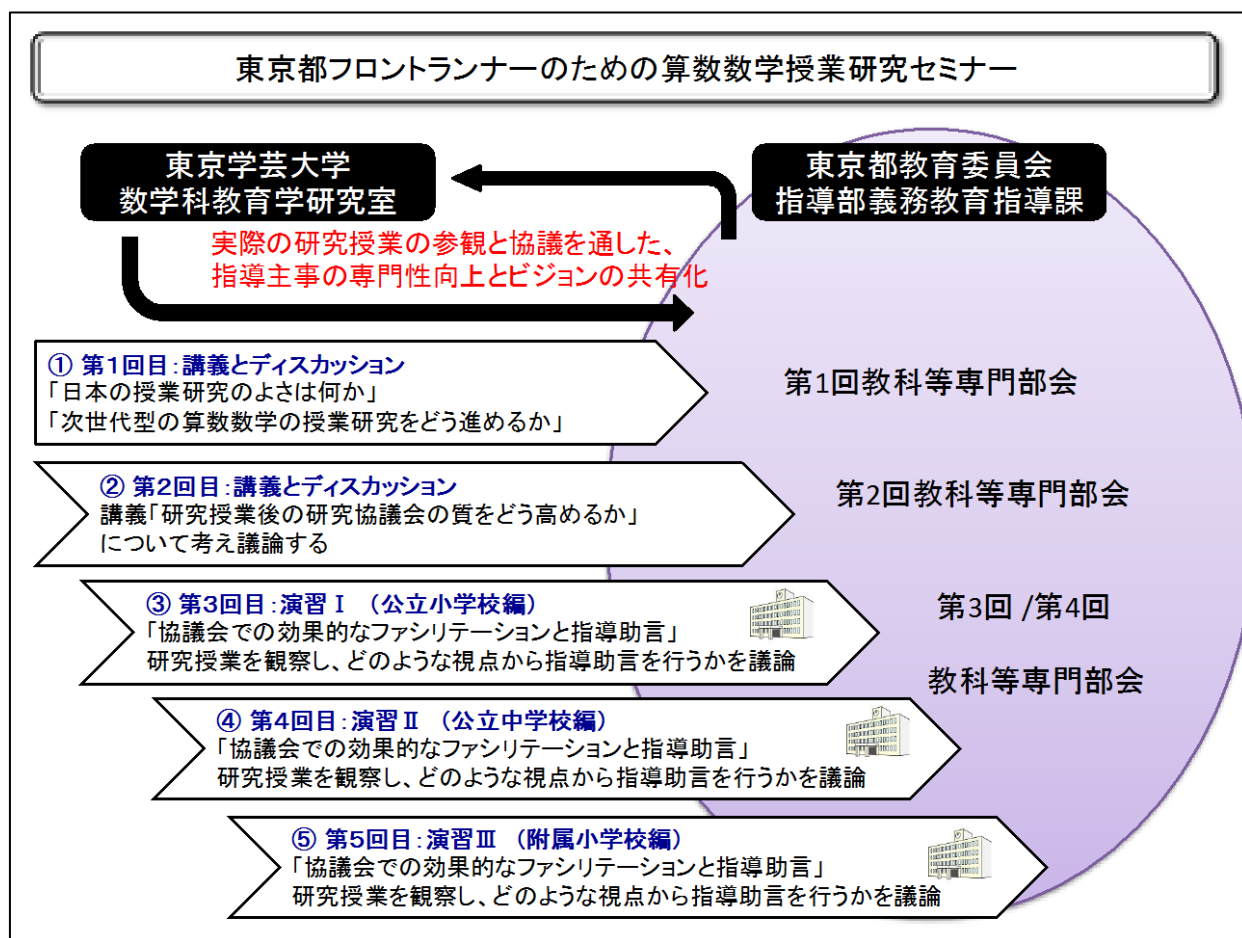 東京都フロントランナーのための算数数学授業研究セミナー
東京学芸大学
数学科教育学研究室
東京都教育委員会
指導部義務教育指導課
実際の研究授業の参観と協議を通した、
指導主事の専門性向上とビジョンの共有化
① 第1回目:講義とディスカッション
「日本の授業研究のよさは何か」
「次世代型の算数数学の授業研究をどう進めるか」
第1回教科等専門部会
② 第2回目:講義とディスカッション
講義「研究授業後の研究協議会の質をどう高めるか」
について考え議論する
第2回教科等専門部会
③ 第3回目:演習Ⅰ (公立小学校編)
「協議会での効果的なファシリテーションと指導助言」
研究授業を観察し、どのような視点から指導助言を行うかを議論
第3回 /第4回
教科等専門部会
④ 第4回目:演習Ⅱ (公立中学校編)
「協議会での効果的なファシリテーションと指導助言」
研究授業を観察し、どのような視点から指導助言を行うかを議論
⑤ 第5回目:演習Ⅲ (附属小学校編)
「協議会での効果的なファシリテーションと指導助言」
研究授業を観察し、どのような視点から指導助言を行うかを議論